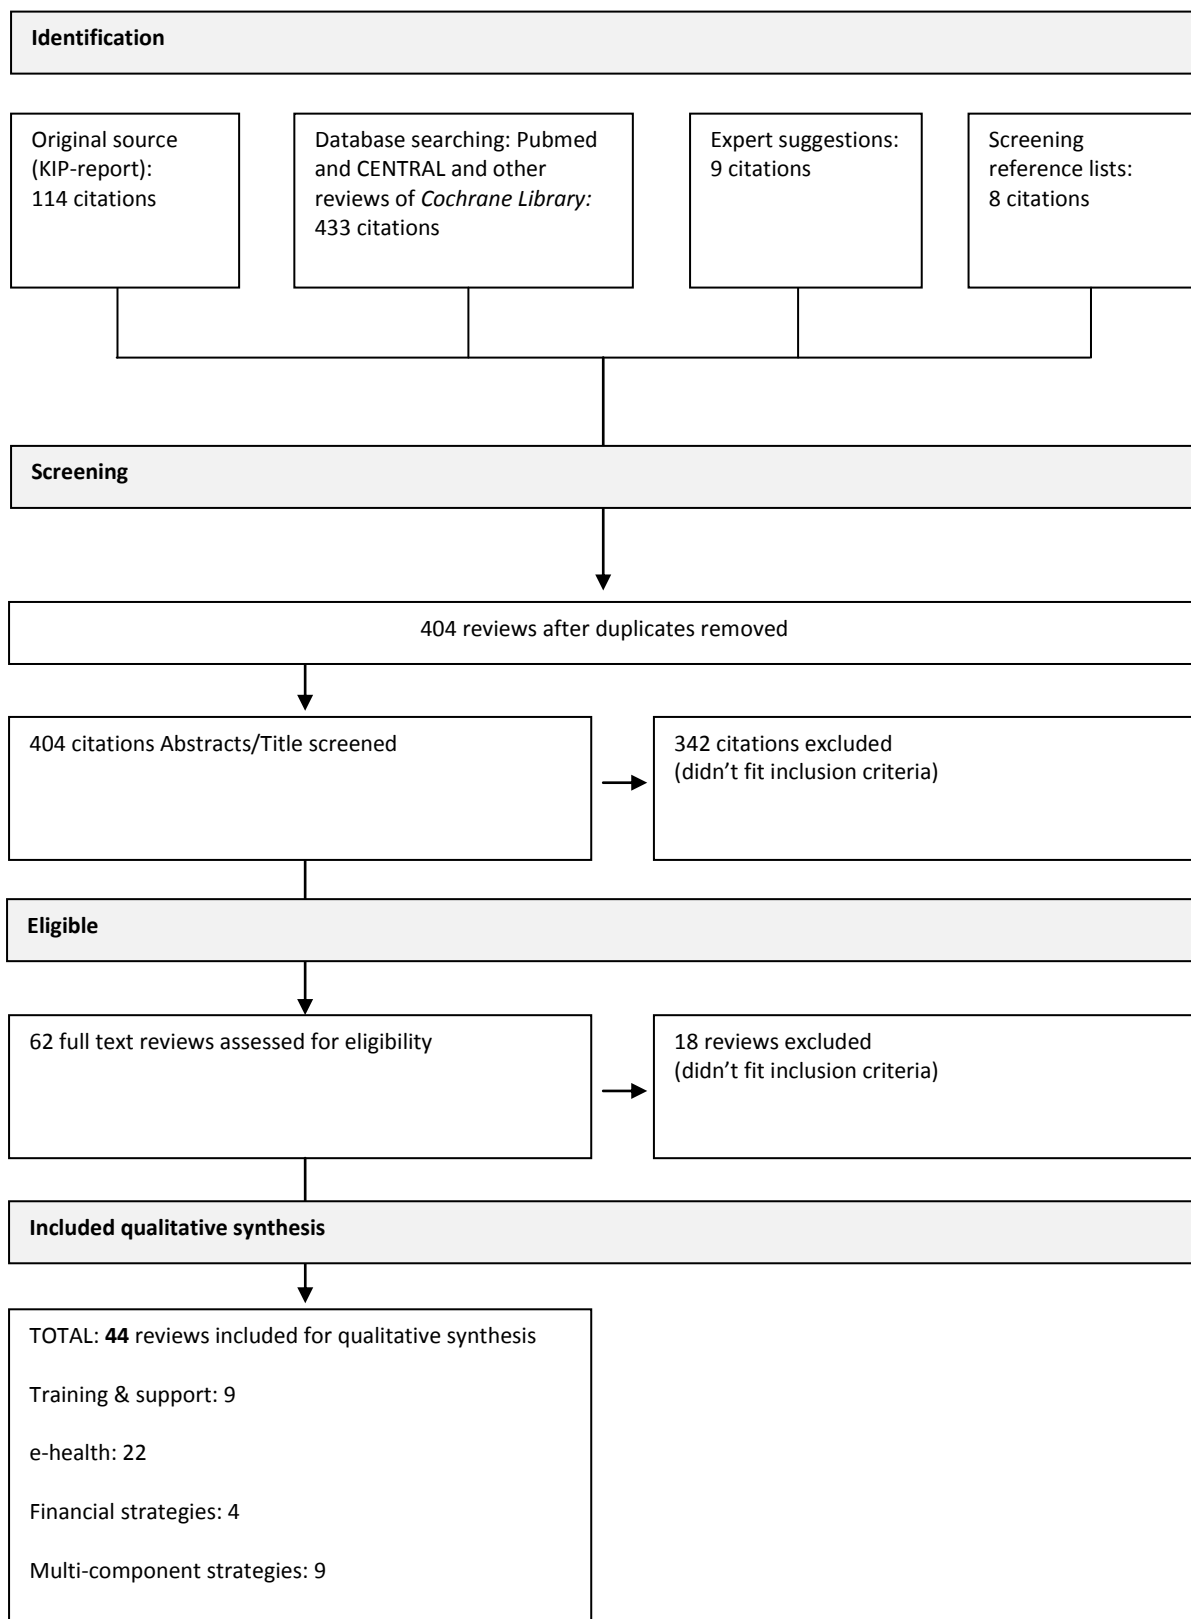 Identification
Original source
(KIP-report):
114 citations
Database searching: Pubmed
and CENTRAL and other
reviews of Cochrane Library:
433 citations
Expert suggestions:
9 citations
Screening
reference lists:
8 citations
Screening
404 reviews after duplicates removed
404 citations Abstracts/Title screened
342 citations excluded
(didn't fit inclusion criteria)
Eligible
62 full text reviews assessed for eligibility
18 reviews excluded
(didn't fit inclusion criteria)
Included qualitative synthesis
TOTAL: 44 reviews included for qualitative synthesis
Training & support: 9
e-health: 22
Financial strategies: 4
Multi-component strategies: 9